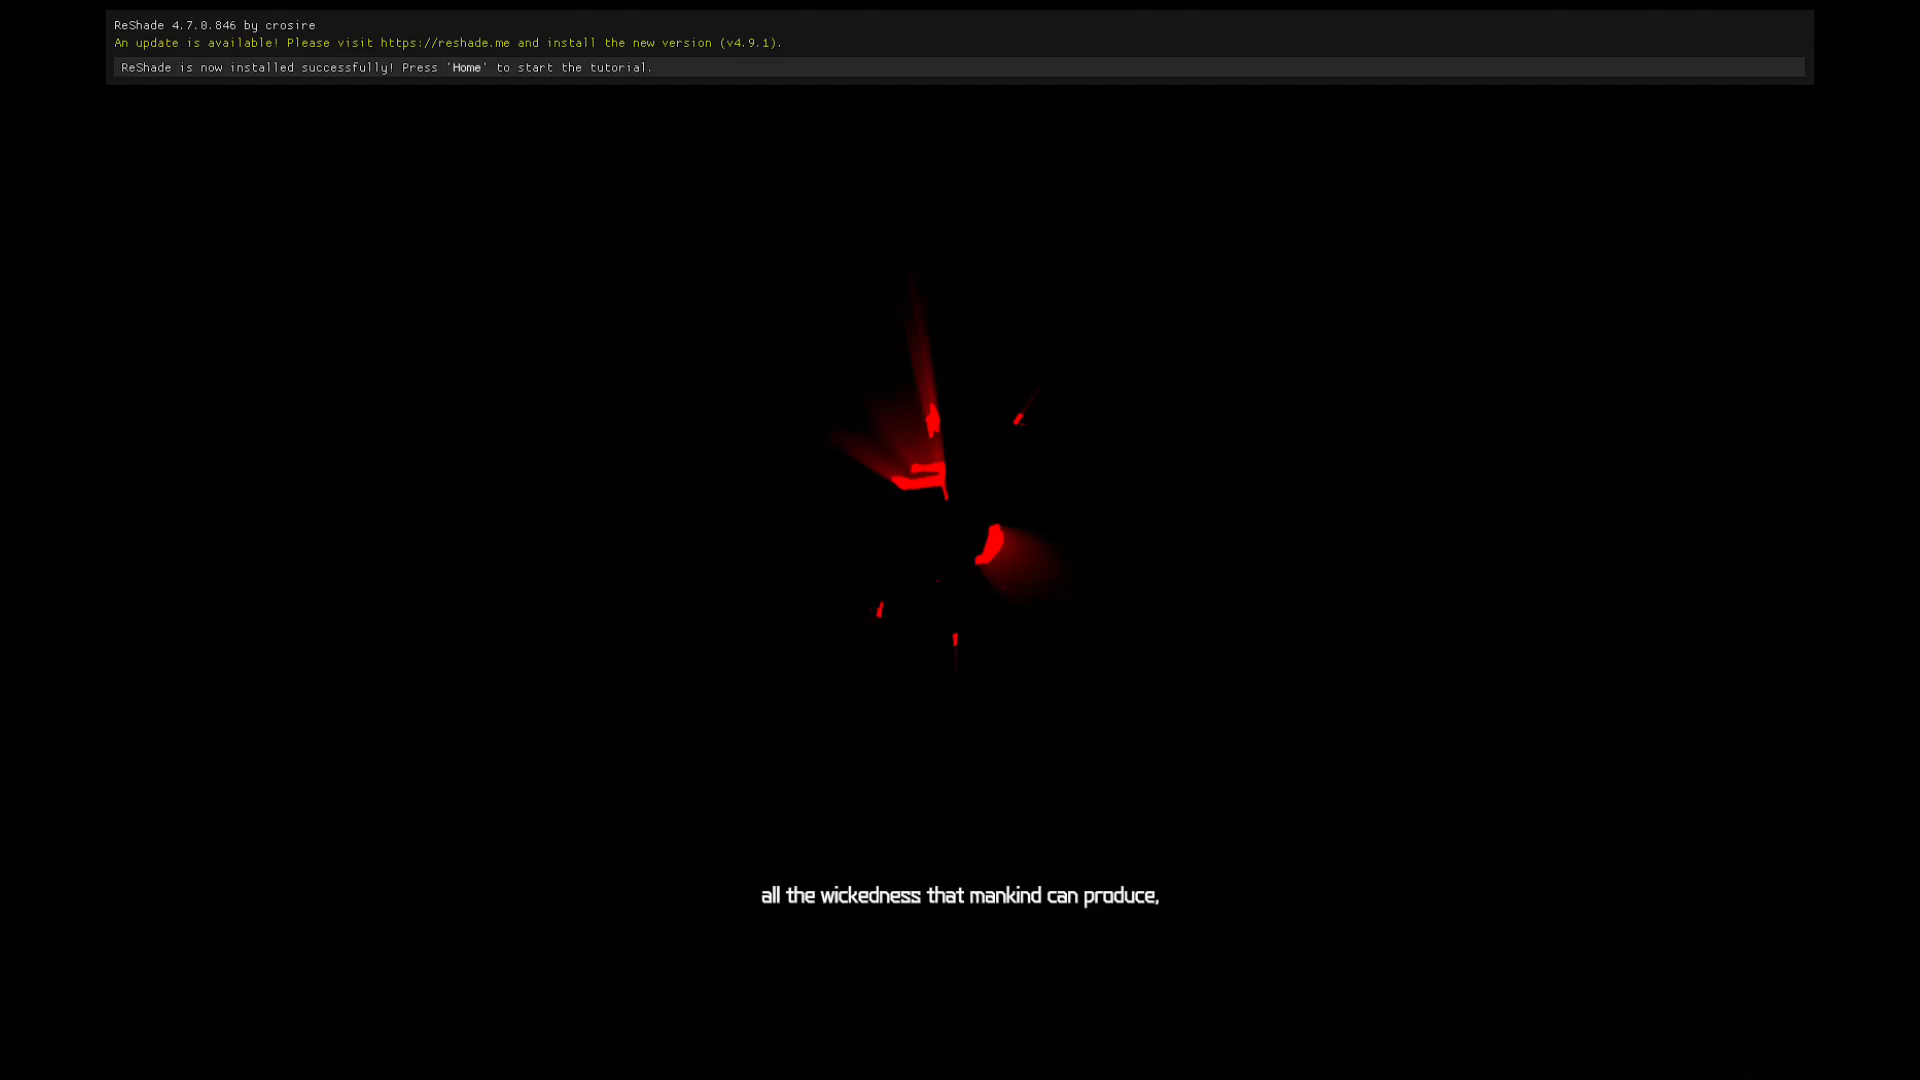 ReShade 4.7.0.846 by crosire
An update is available! Please visit https://reshade.me and install the new version (v4.9.1).
ReShade is now installed successfully! Press 'Home' to start the tutorial.
all the wickedness that mankind can produce,